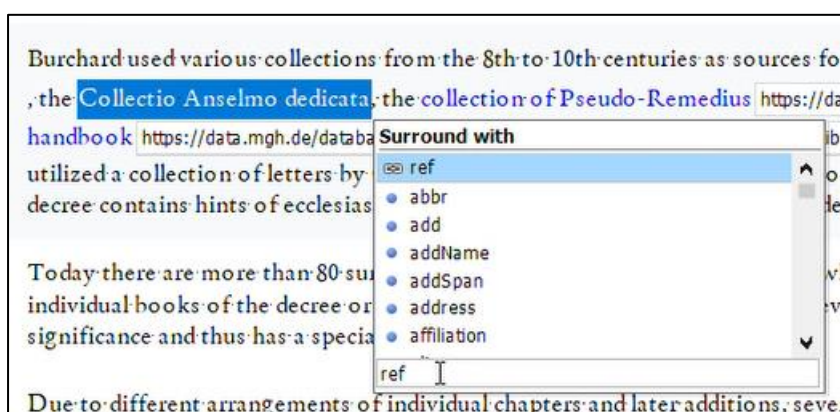 Burchard used various collections from the 8th to 10th centuries as sources fo
, the Collectio Anselmo dedicata, the collection of Pseudo-Remedius https://da
handbook https://data.mgh.de/databa
utilized a collection of letters by
decree contains hints of ecclesias
Surround with
ref
abbr
add
addName
addSpan
address
affiliation
ref
Today there are more than 80 su
individual books of the decree or
significance and thus has a specia
Due to different arrangements of individual chapters and later additions, seve